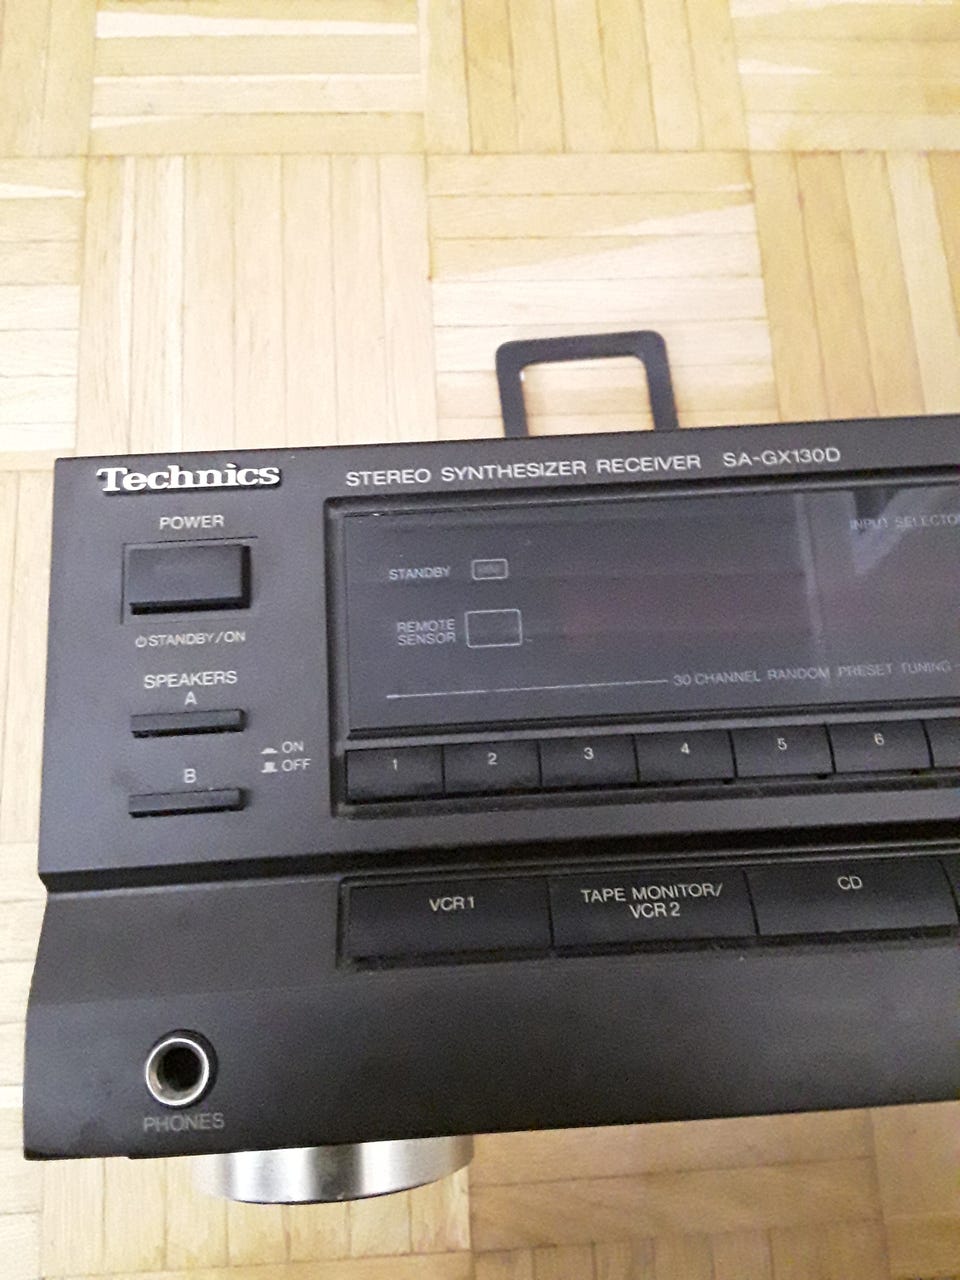 Technics
STEREO SYNTHESIZER RECEIVER SA-GX130D
POWER
STANDBY/ON
SPEAKERS
A
B
ON
OFF
STANDBY
REMOTE
SENSOR
INPUT
30 CHANNEL RANDOM PRESET TUNING
1 2 3 4 5 6
VCR 1
TAPE MONITOR/
VCR 2
CD
PHONES